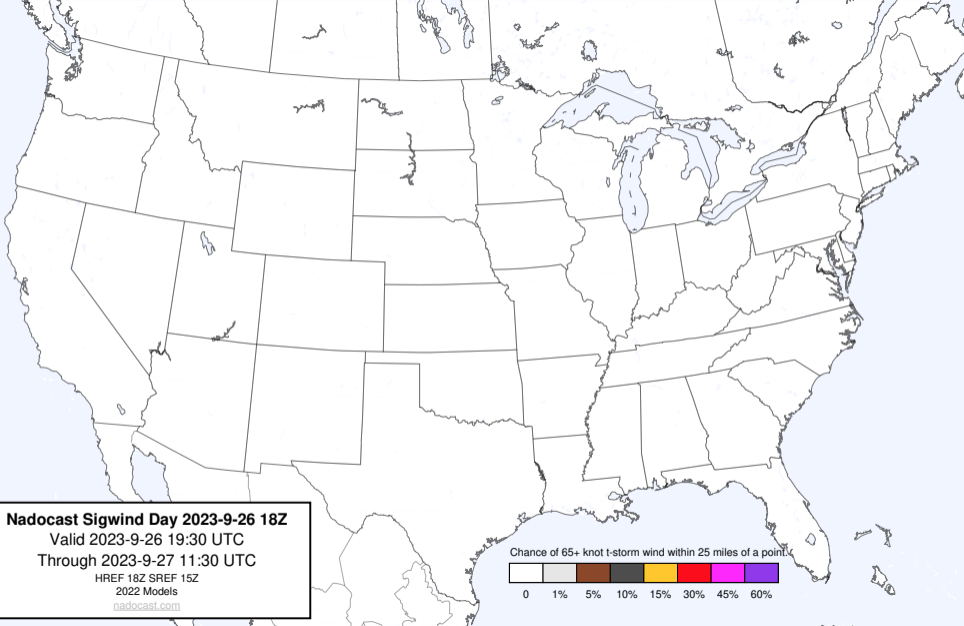 Nadocast Sigwind Day 2023-9-26 18Z
Valid 2023-9-26 19:30 UTC
Through 2023-9-27 11:30 UTC
HREF 18Z SREF 15Z
2022 Models
nadocast.com
Chance of 65+ knot t-storm wind within 25 miles of a point.
0 1% 5% 10% 15% 30% 45% 60%